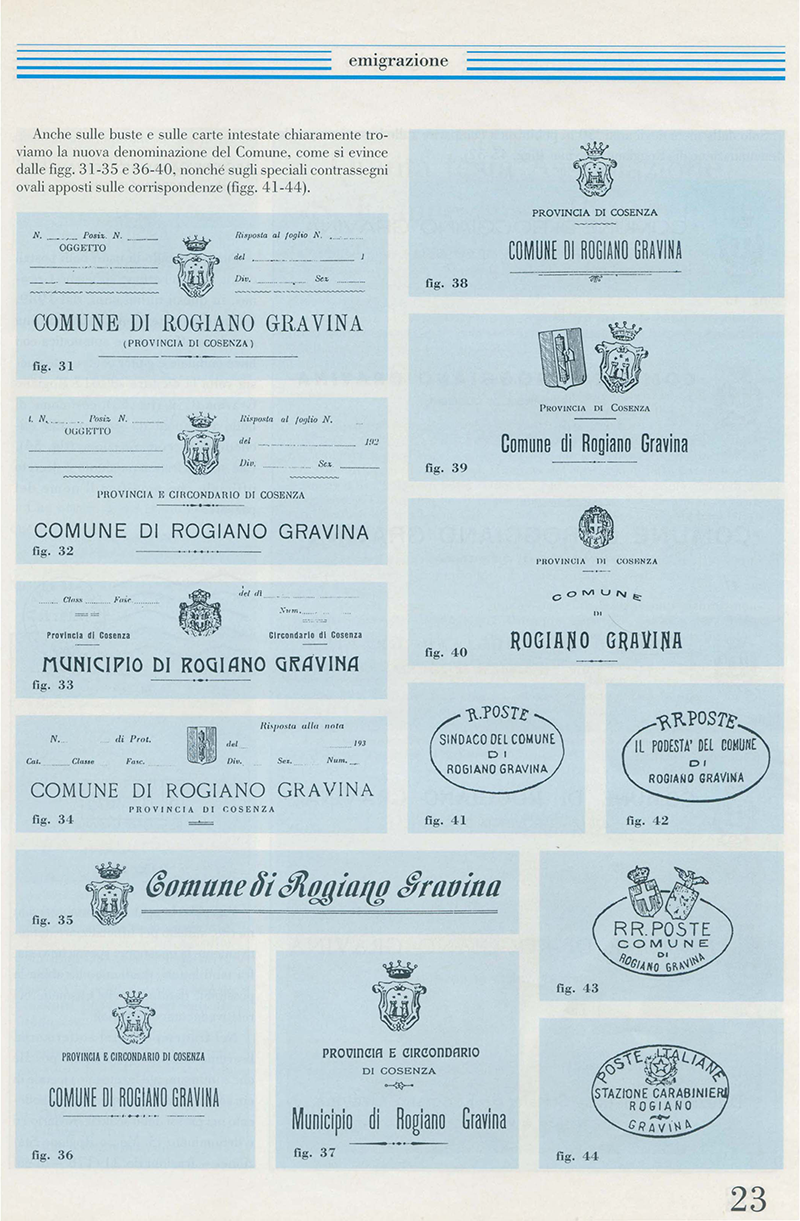 emigrazione
Anche sulle buste e sulle carte intestate chiaramente tro-
viamo la nuova denominazione del Comune, come si evince
dalle figg. 31-35 e 36-40, nonché sugli speciali contrassegni
ovali apposti sulle corrispondenze (figg. 41-44).
N. Posiz. N. Risposta al foglio N.
OGGETTO
del 1
Div. Sez
COMUNE DI ROGIANO GRAVINA
(PROVINCIA DI COSENZA)
fig. 31
t. N. Posiz N. Risposta al foglio N.
OGGETTO
del 192
Div. Sez
PROVINCIA E CIRCONDARIO DI COSENZA
COMUNE DI ROGIANO GRAVINA
fig. 32
Class Fasc del dì
Num.
Provincia di Cosenza Circondario di Cosenza
MUNICIPIO DI ROGIANO GRAVINA
fig. 33
Risposta alla nota
N. di Prot. del 193
Cat. Classe Fasc. Div. Sez. Num.
COMUNE DI ROGIANO GRAVINA
PROVINCIA DI COSENZA
fig. 34
Comune di Rogiano Gravina
fig. 35
PROVINCIA E CIRCONDARIO DI COSENZA
COMUNE DI ROGIANO GRAVINA
fig. 36
PROVINCIA E CIRCONDARIO
DI COSENZA
Municipio di Rogiano Gravina
fig. 37
PROVINCIA DI COSENZA
COMUNE DI ROGIANO GRAVINA
fig. 38
PROVINCIA DI COSENZA
Comune di Rogiano Gravina
fig. 39
PROVINCIA DI COSENZA
COMUNE
DI
ROGIANO GRAVINA
fig. 40
R. POSTE
SINDACO DEL COMUNE
DI
ROGIANO GRAVINA
fig. 41
RR.POSTE
IL PODESTA' DEL COMUNE
DI
ROGIANO GRAVINA
fig. 42
RR. POSTE
COMUNE
DI
ROGIANO GRAVINA
fig. 43
POSTE ITALIANE
STAZIONE CARABINIERI
ROGIANO
GRAVINA
fig. 44
23